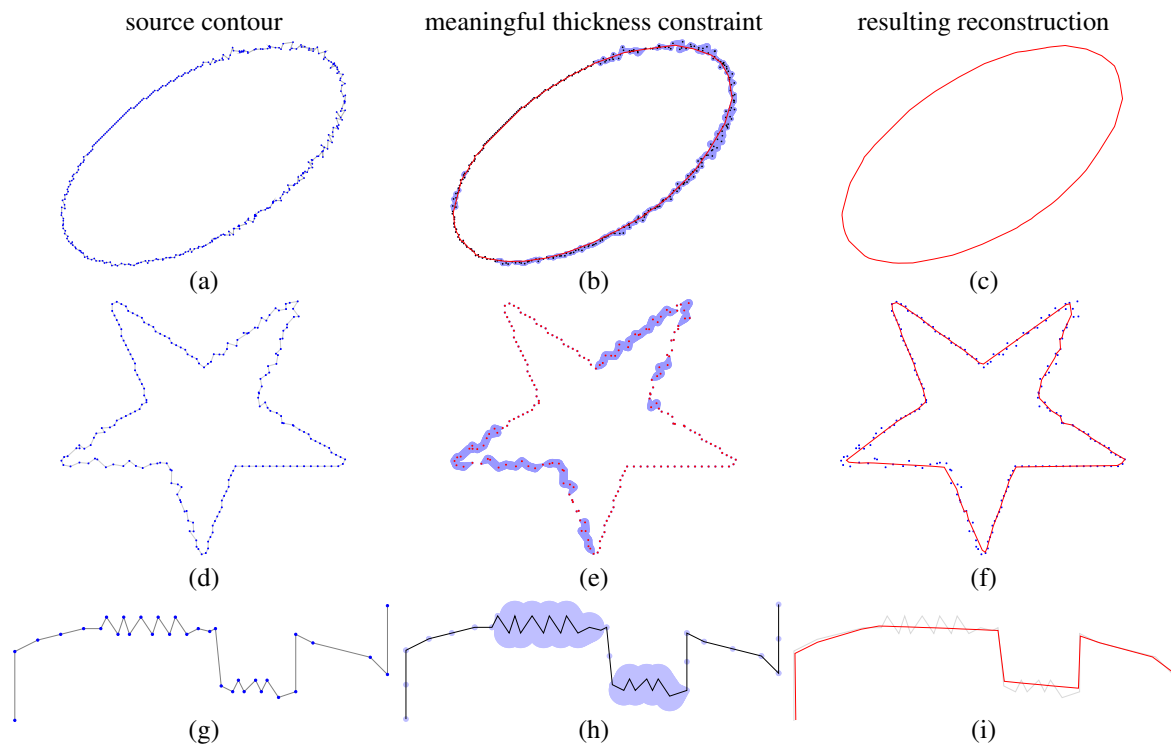 source contour
meaningful thickness constraint
resulting reconstruction
(a)
(b)
(c)
(d)
(e)
(f)
(g)
(h)
(i)